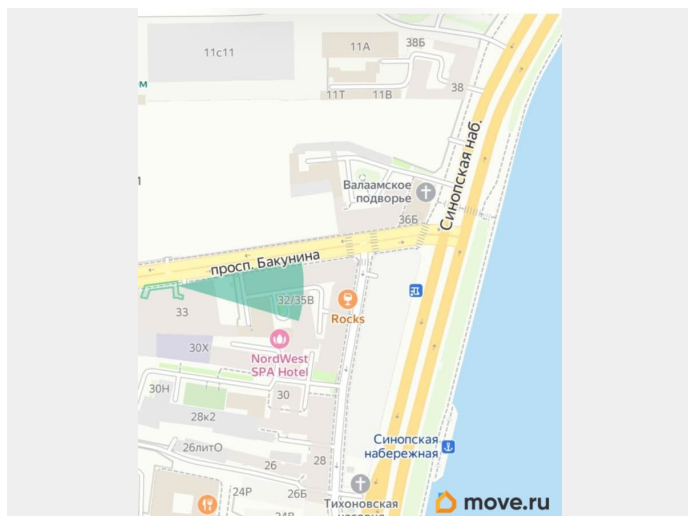 11с11
11А
38Б
м
11Т
11В
38
1
Валаамское
подворье
36Б
Синопская наб.
просп. Бакунина
32/35В
33
Rocks
30Х
NordWest
SPA Hotel
30Н
30
28к2
26литО
26
28
Синопская
набережная
24Р
26Б
Тихоновская
move.ru